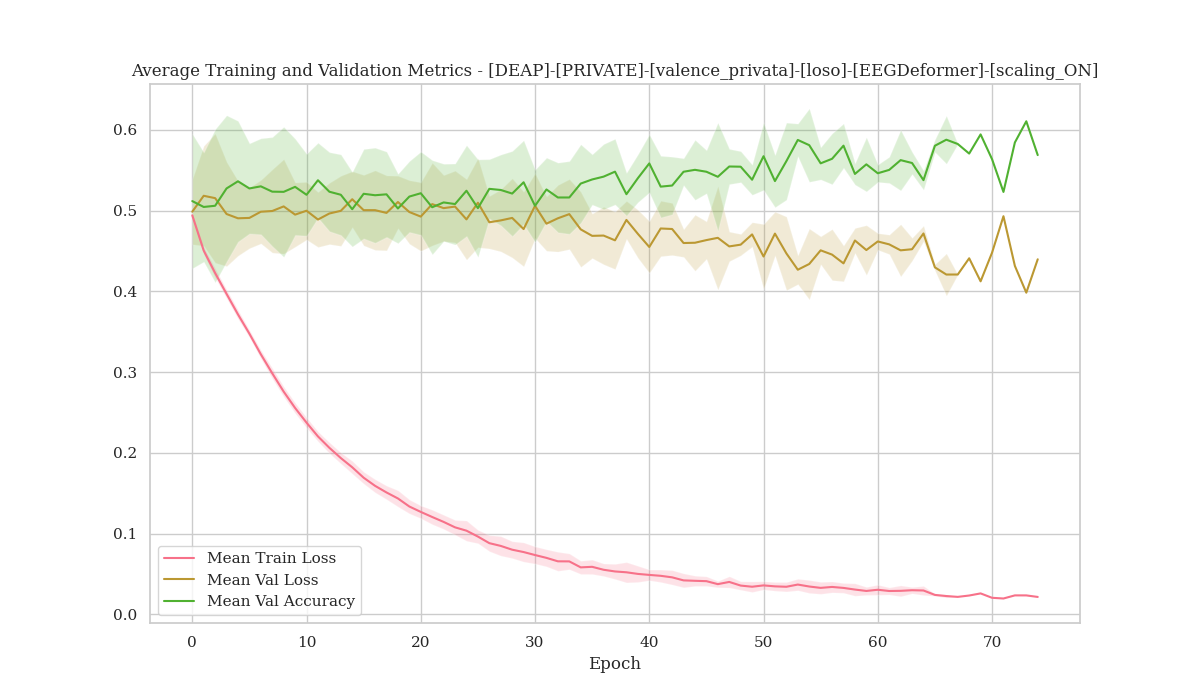 Average Training and Validation Metrics - [DEAP]-[PRIVATE]-[valence_privata]-[loso]-[EEGDeformer]-[scaling_ON]
0.6
0.5
0.4
0.3
0.2
0.1
0.0
Mean Train Loss
Mean Val Loss
Mean Val Accuracy
0 10 20 30 40 50 60 70
Epoch